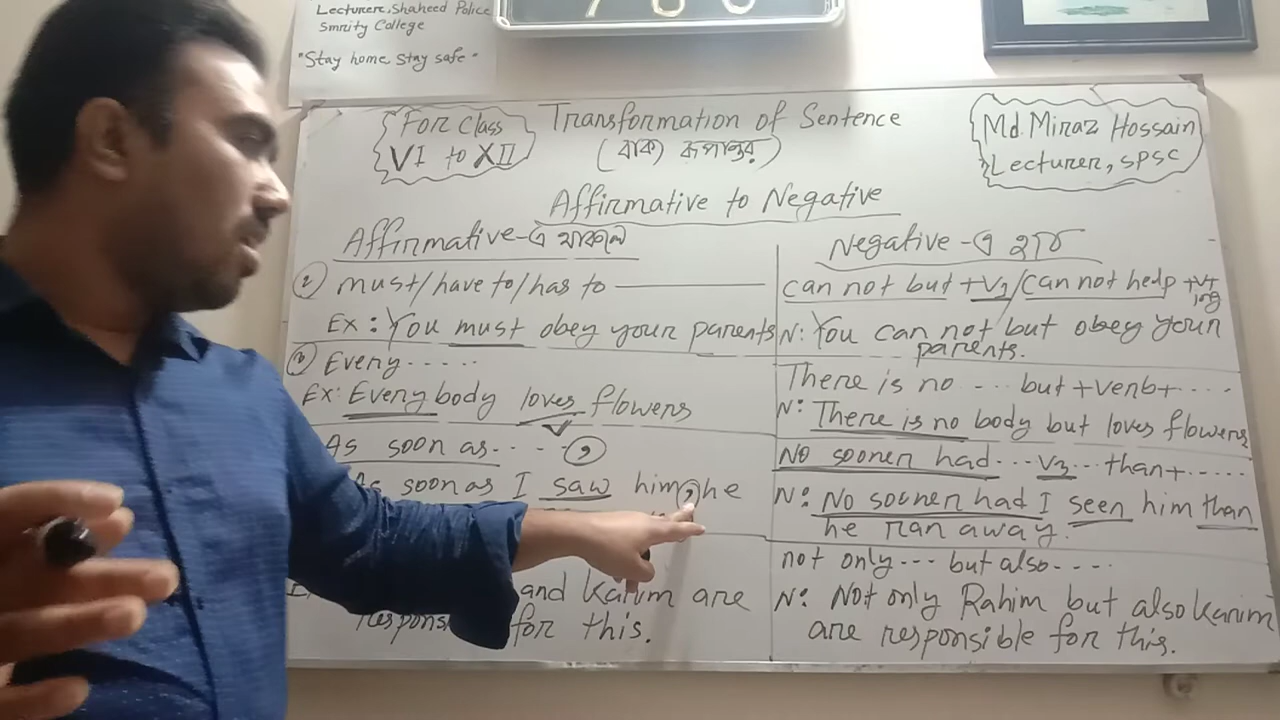 Lecturer, Shaheed Police
Smrity College
"Stay home stay safe"
For class
VI to XII
Transformation of Sentence
(বাক্য রূপান্তর)
Md. Miraz Hossain
Lecturer, SPSC
Affirmative to Negative
Affirmative-এ থাকলে
Negative-এ হবে
must/have to/has to
can not but +V1/Can not help +V+
ing
Ex: You must obey your parents
N: You can not but obey your
parents.
Every......
There is no ... but +verb+....
Ex: Every body loves flowers
N: There is no body but loves flowers
As soon as... ,
No sooner had... V3... than+.....
As soon as I saw him, he
N: No sooner had I seen him than
he ran away.
not only... but also....
and Karim are
for this.
N: Not only Rahim but also Karim
are responsible for this.